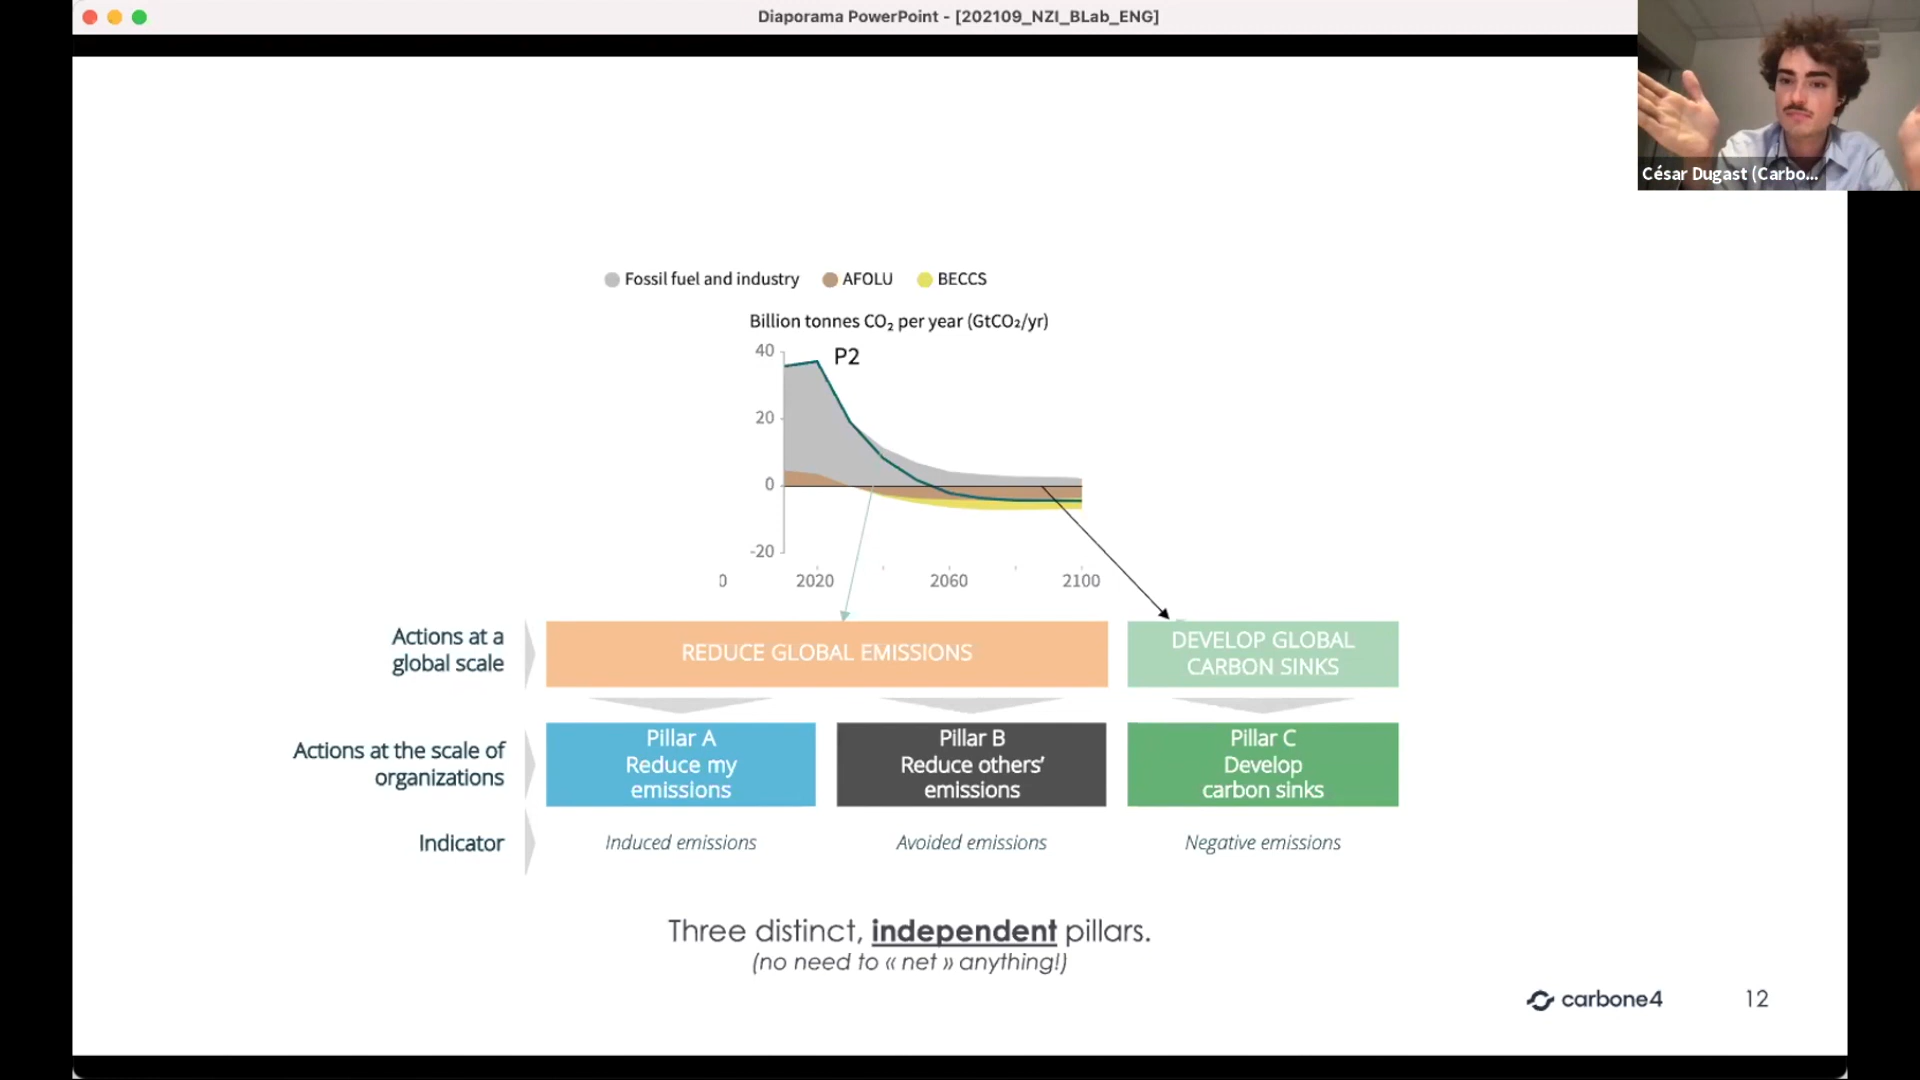 Diaporama PowerPoint - [202109_NZI_BLab_ENG]
César Dugast (Carbo...
Fossil fuel and industry
AFOLU
BECCS
Billion tonnes CO₂ per year (GtCO₂/yr)
P2
40
20
0
-20
0
2020
2060
2100
Actions at a
global scale
REDUCE GLOBAL EMISSIONS
DEVELOP GLOBAL
CARBON SINKS
Actions at the scale of
organizations
Pillar A
Reduce my
emissions
Pillar B
Reduce others’
emissions
Pillar C
Develop
carbon sinks
Indicator
Induced emissions
Avoided emissions
Negative emissions
Three distinct, independent pillars.
(no need to « net » anything!)
carbone4
12